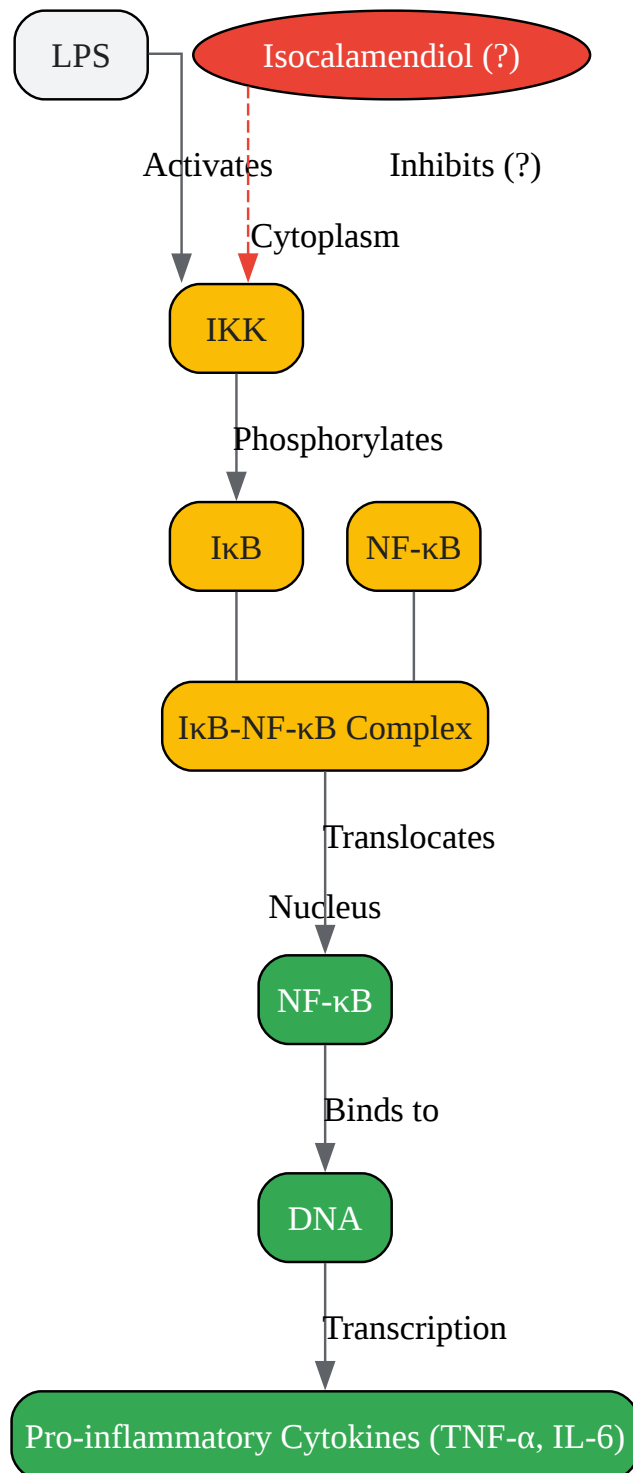 LPS
Isocalamendiol (?)
Activates
Inhibits (?)
Cytoplasm
IKK
Phosphorylates
IκB
NF-κB
IκB-NF-κB Complex
Translocates
Nucleus
NF-κB
Binds to
DNA
Transcription
Pro-inflammatory Cytokines (TNF-α, IL-6)